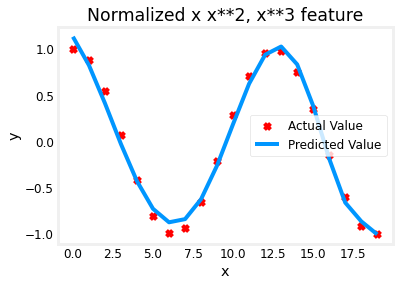 Normalized x x**2, x**3 feature
1.0
0.5
0.0
−0.5
−1.0
y
Actual Value
Predicted Value
0.0 2.5 5.0 7.5 10.0 12.5 15.0 17.5
x